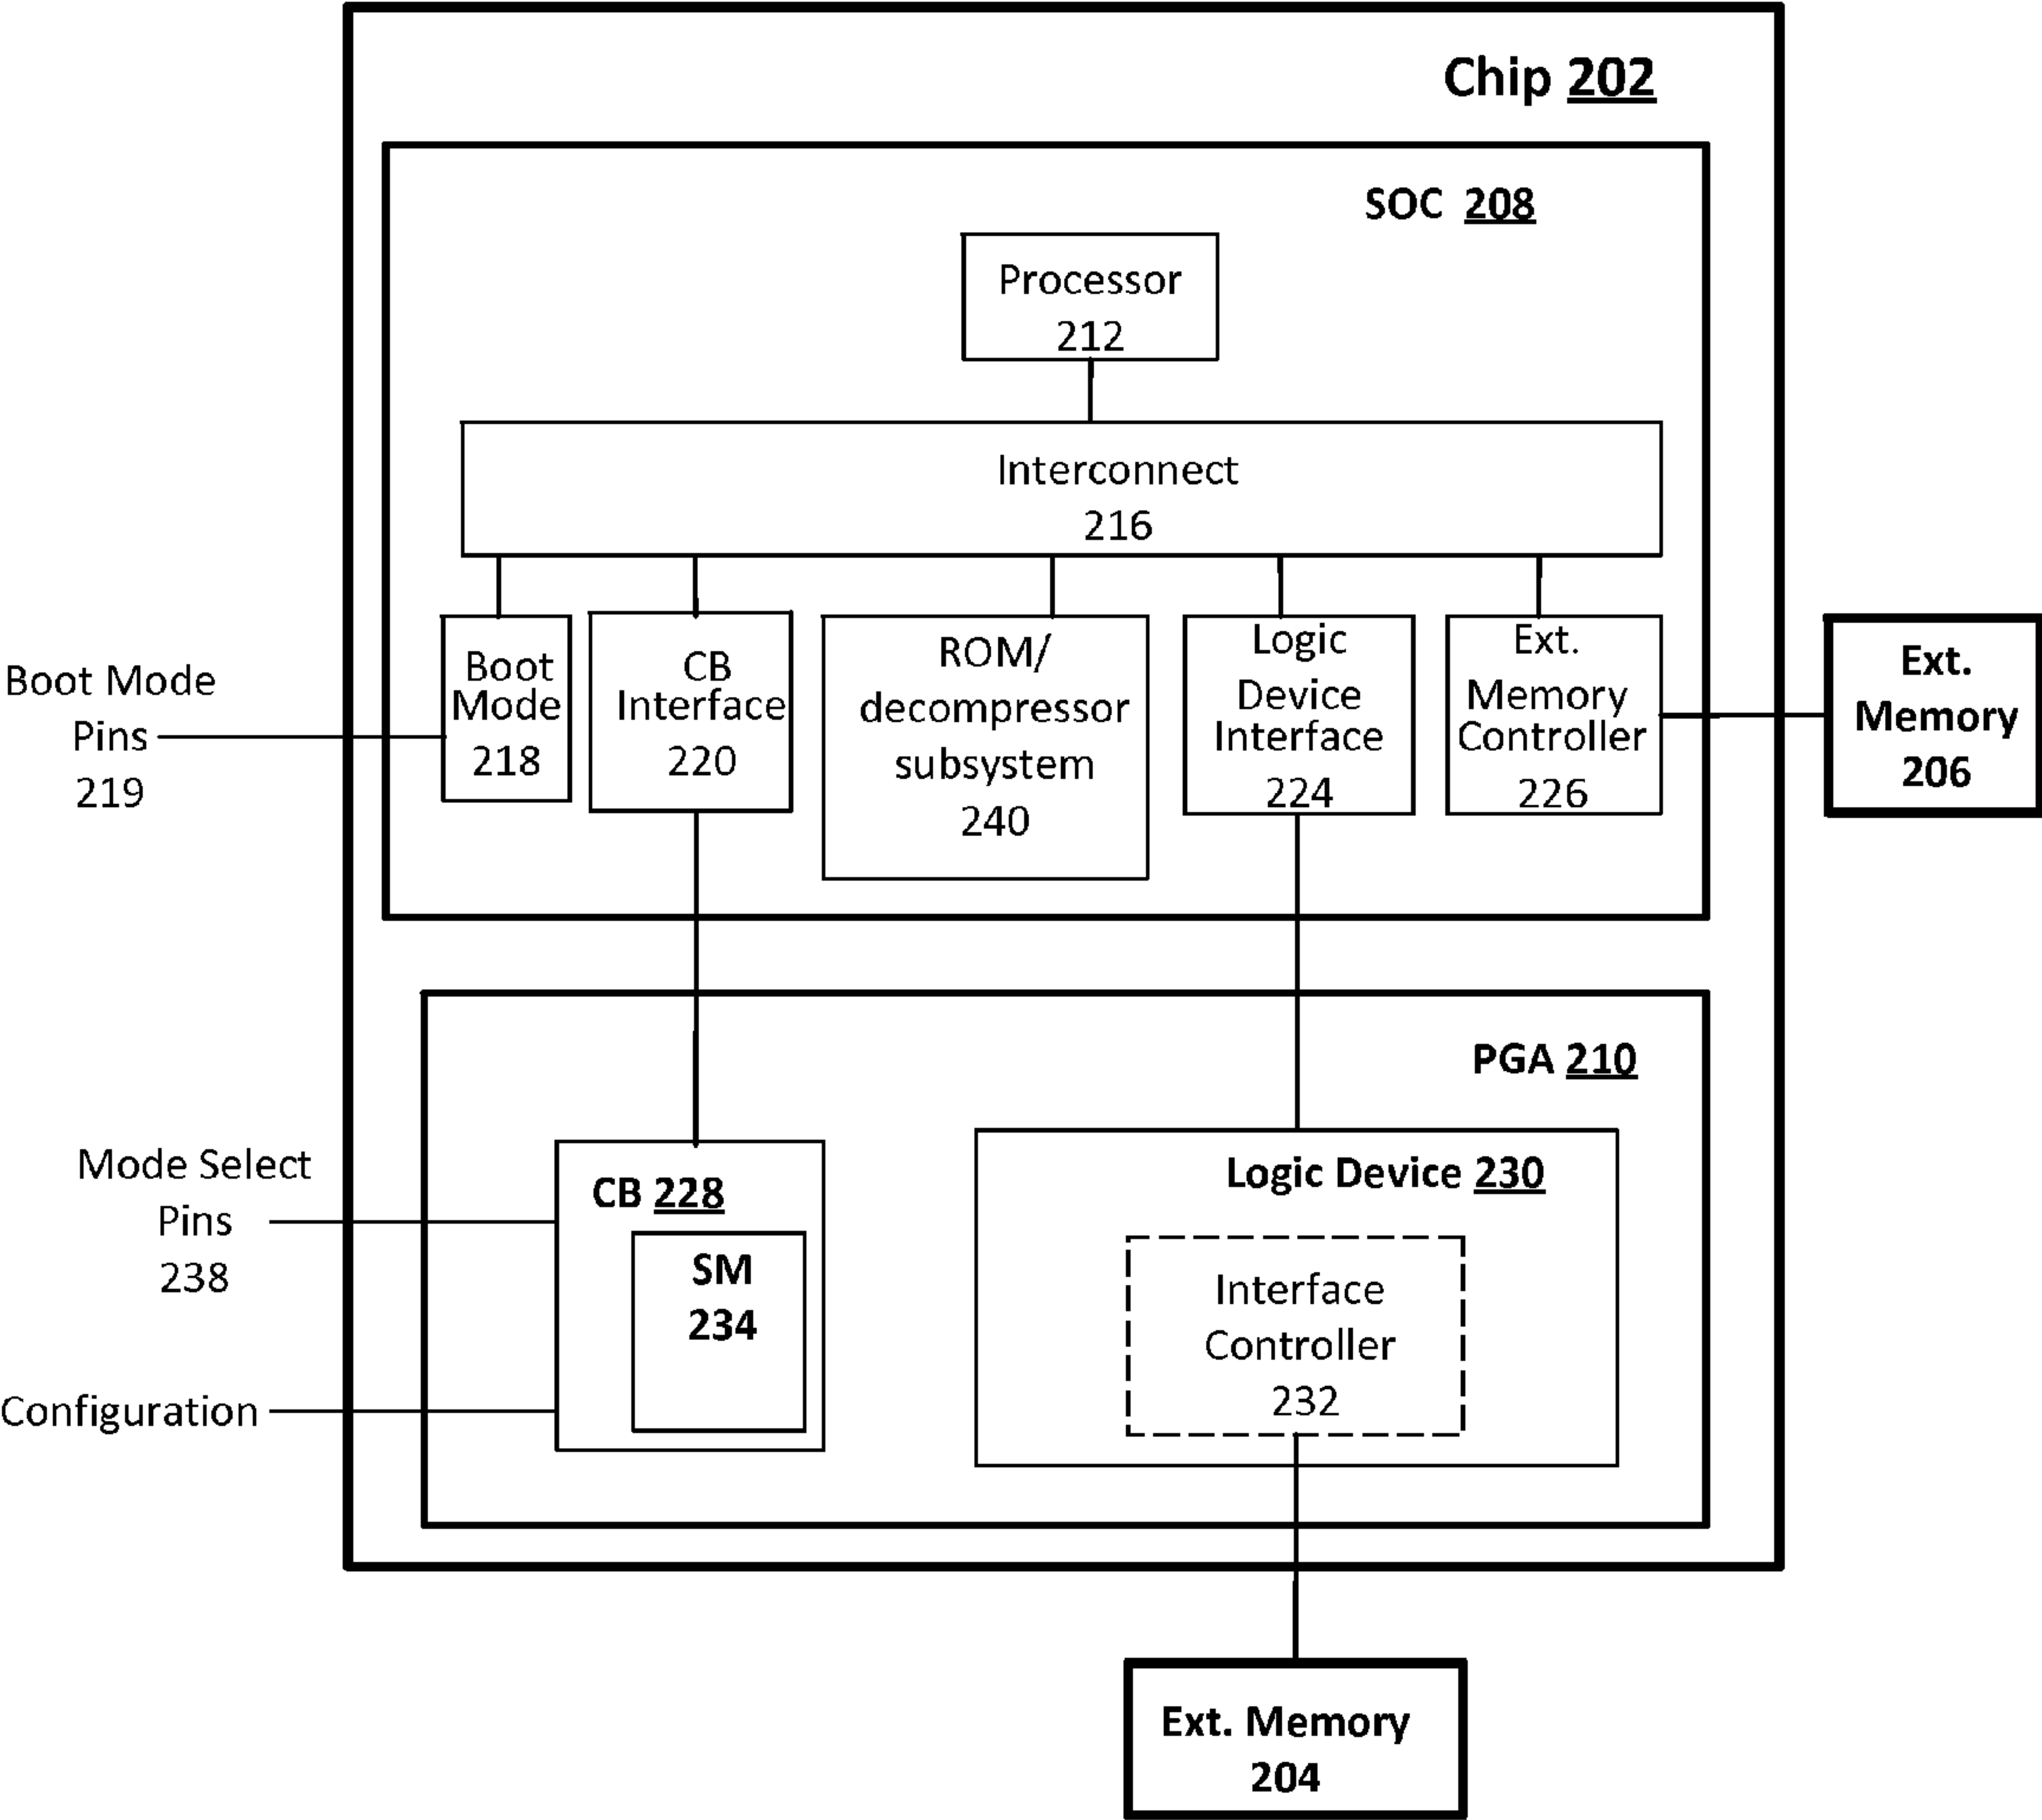 Chip 202
SOC 208
Processor
212
Interconnect
216
Boot Mode
Pins
219
Boot
Mode
218
CB
Interface
220
ROM/
decompressor
subsystem
240
Logic
Device
Interface
224
Ext.
Memory
Controller
226
Ext.
Memory
206
PGA 210
Mode Select
Pins
238
Configuration
CB 228
SM
234
Logic Device 230
Interface
Controller
232
Ext. Memory
204